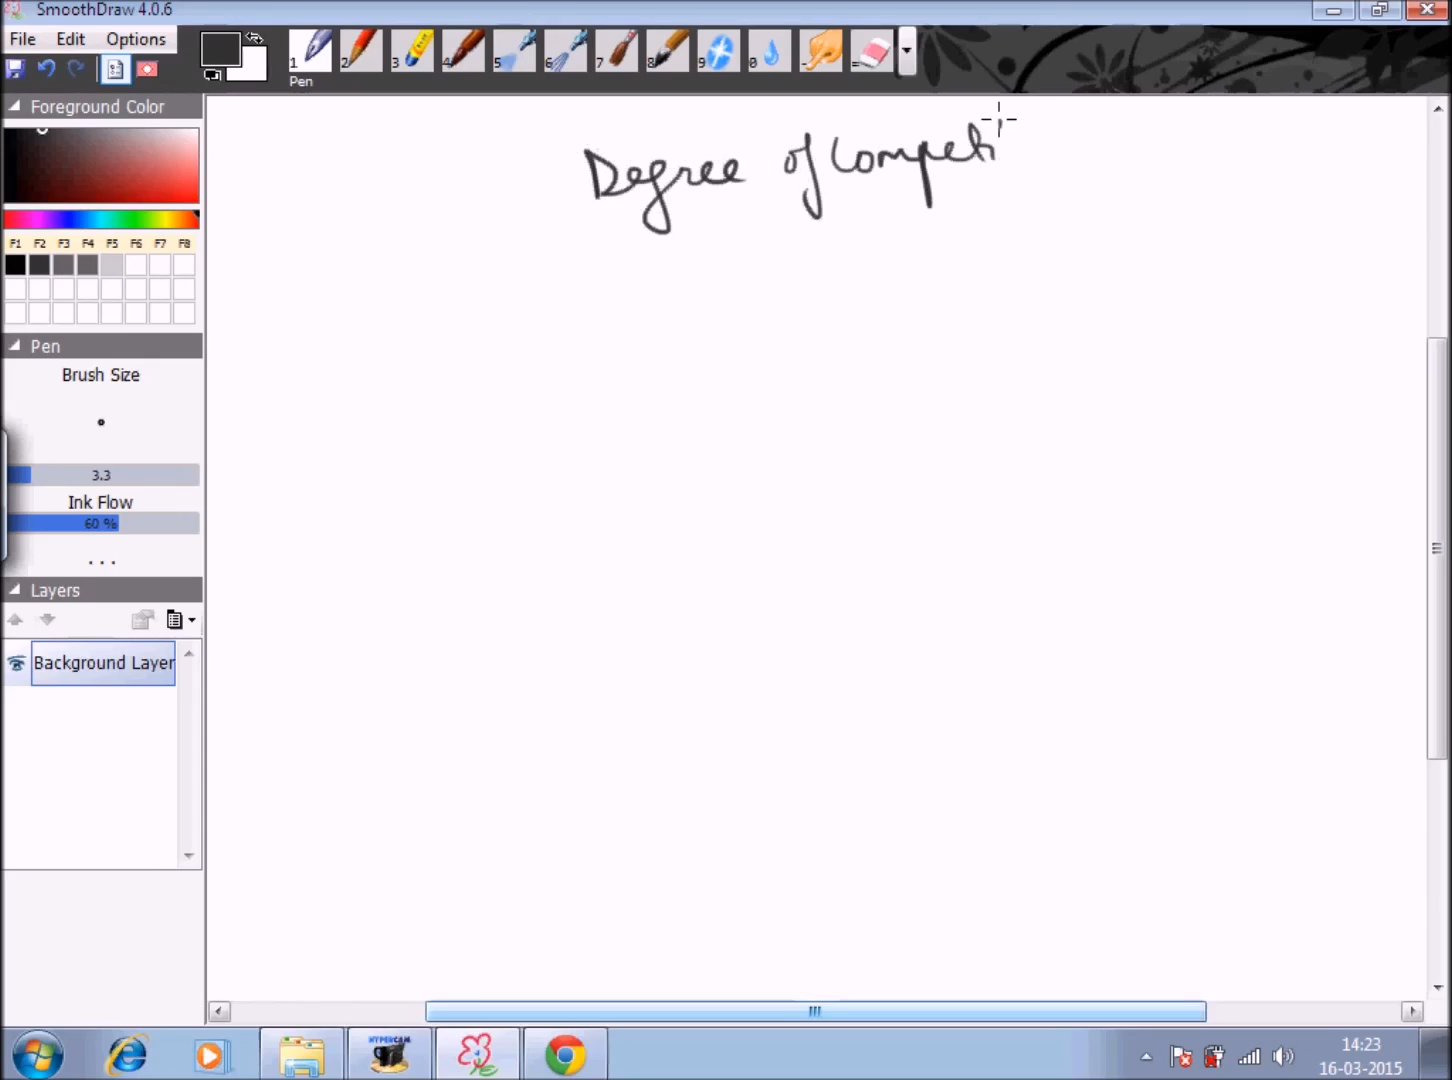 SmoothDraw 4.0.6
File Edit Options
1 2 3 4 5 6 7 8 9 0 - =
Pen
Foreground Color
F1 F2 F3 F4 F5 F6 F7 F8
Pen
Brush Size
3.3
Ink Flow
60 %
...
Layers
Background Layer
Degree of Competi
HYPERCAM
14:23
16-03-2015